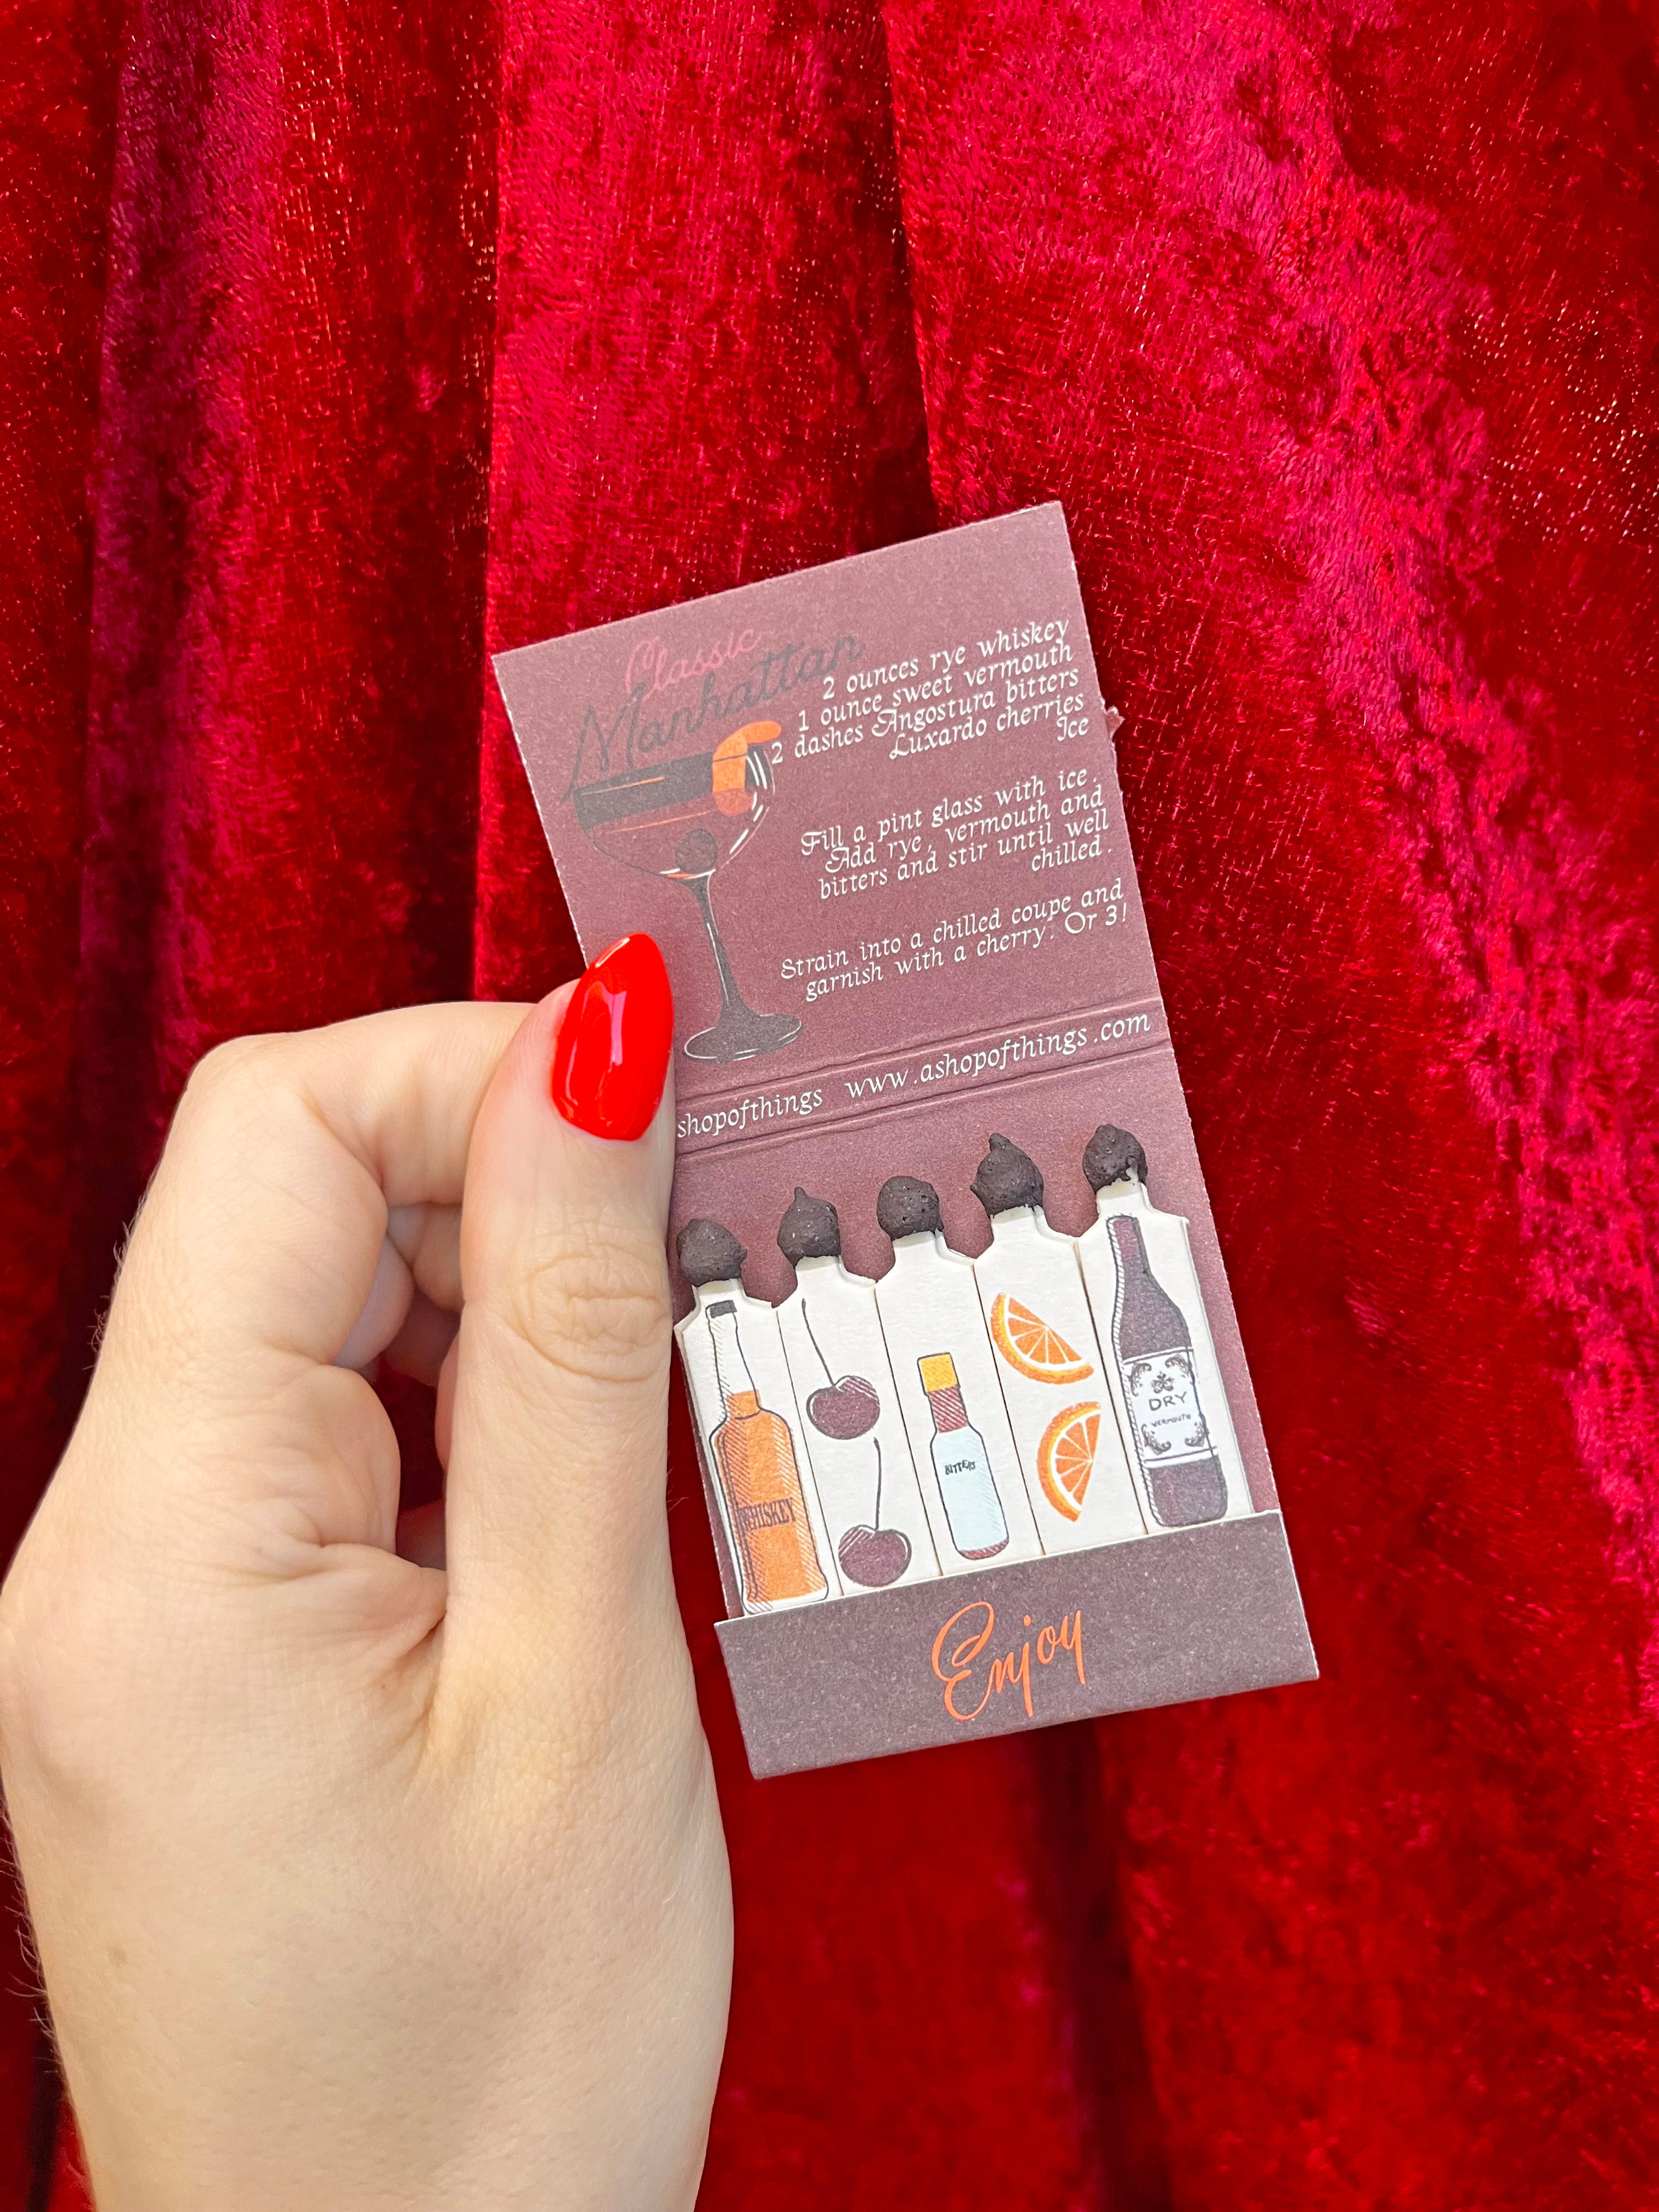 Classic
Manhattan
2 ounces rye whiskey
1 ounce sweet vermouth
2 dashes Angostura bitters
Luxardo cherries
Ice
Fill a pint glass with ice.
Add rye, vermouth and
bitters and stir until well
chilled.
Strain into a chilled coupe and
garnish with a cherry. Or 3!
shopofthings www.ashopofthings.com
WHISKEY
BITTERS
DRY
VERMOUTH
Enjoy